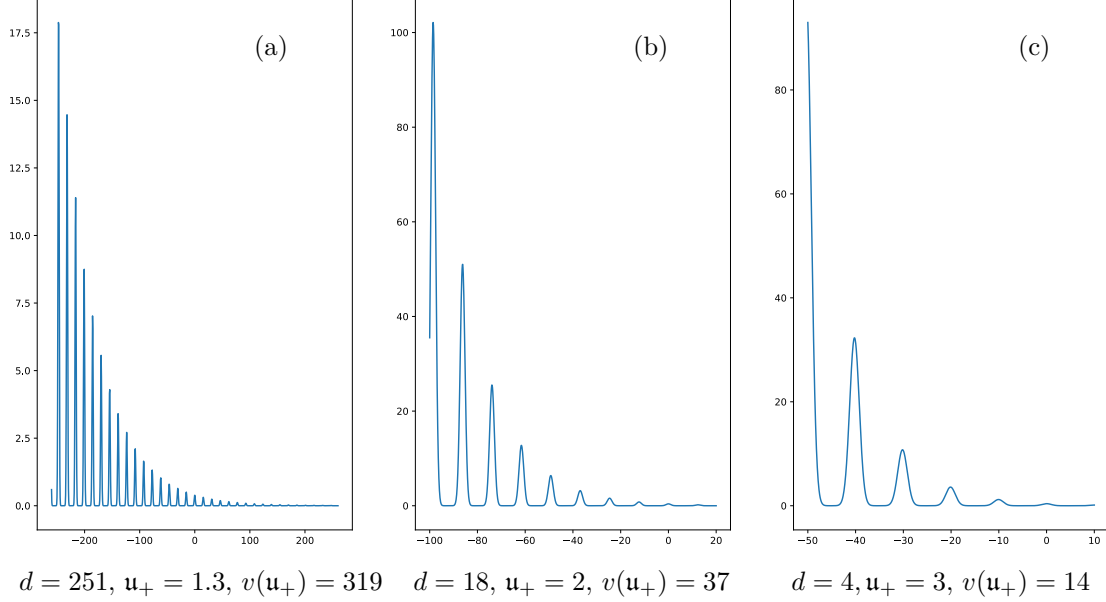 (a)
17.5
15.0
12.5
10.0
7.5
5.0
2.5
0.0
−200 −100 0 100 200
(b)
100
80
60
40
20
0
−100 −80 −60 −40 −20 0 20
(c)
80
60
40
20
0
−50 −40 −30 −20 −10 0 10
d = 251, 𝔲₊ = 1.3, v(𝔲₊) = 319
d = 18, 𝔲₊ = 2, v(𝔲₊) = 37
d = 4, 𝔲₊ = 3, v(𝔲₊) = 14